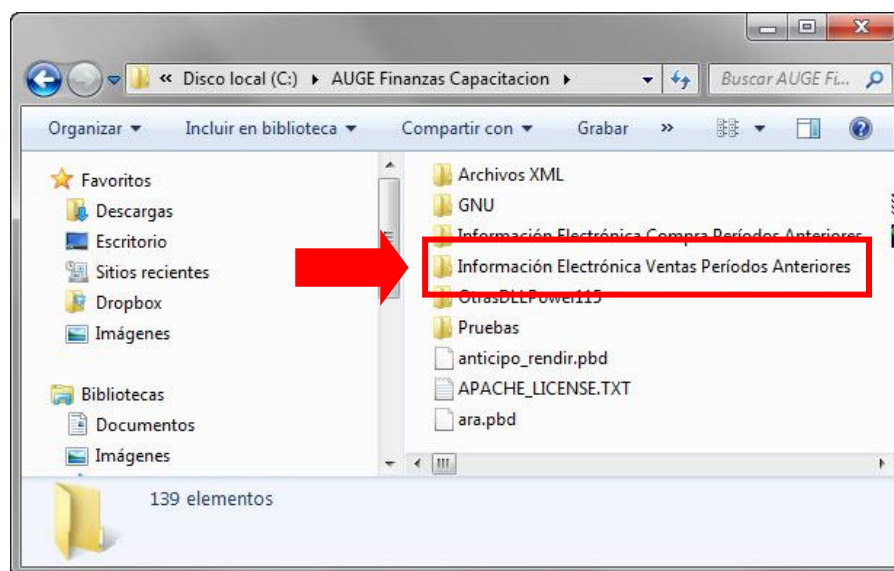 « Disco local (C:) ▸ AUGE Finanzas Capacitacion ▸
Buscar AUGE Fi...
Organizar ▾ Incluir en biblioteca ▾ Compartir con ▾ Grabar »
Favoritos
Descargas
Escritorio
Sitios recientes
Dropbox
Imágenes
Bibliotecas
Documentos
Imágenes
Archivos XML
GNU
Información Electrónica Compra Períodos Anteriores
Información Electrónica Ventas Períodos Anteriores
OtrasDLLPower115
Pruebas
anticipo_rendir.pbd
APACHE_LICENSE.TXT
ara.pbd
139 elementos